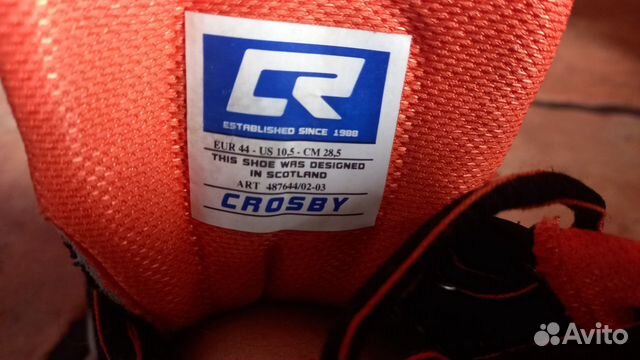 CR
ESTABLISHED SINCE 1988
EUR 44 - US 10,5 - CM 28,5
THIS SHOE WAS DESIGNED
IN SCOTLAND
ART 487644/02-03
CROSBY
Avito